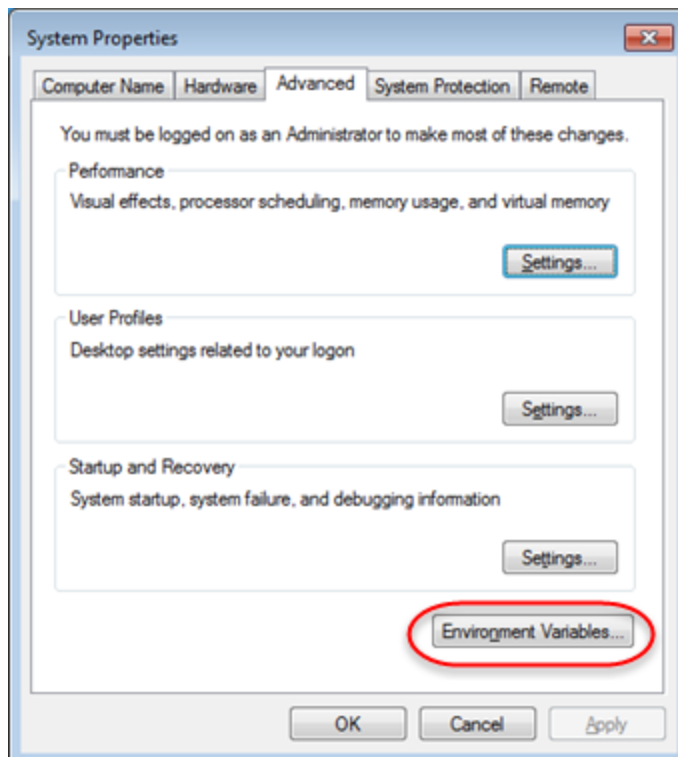 System Properties
Computer Name Hardware Advanced System Protection Remote
You must be logged on as an Administrator to make most of these changes.
Performance
Visual effects, processor scheduling, memory usage, and virtual memory
Settings...
User Profiles
Desktop settings related to your logon
Settings...
Startup and Recovery
System startup, system failure, and debugging information
Settings...
Environment Variables...
OK Cancel Apply